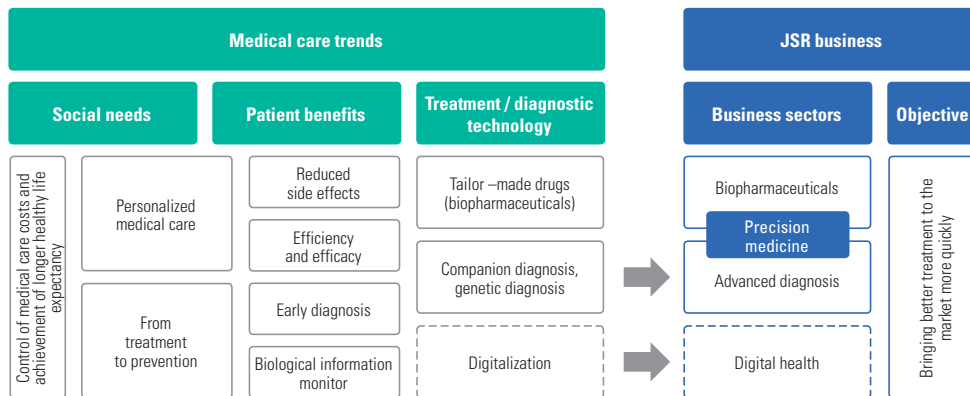 Medical care trends
JSR business
Social needs
Patient benefits
Treatment / diagnostic
technology
Business sectors
Objective
Control of medical care costs and
achievement of longer healthy life
expectancy
Personalized
medical care
From
treatment
to prevention
Reduced
side effects
Efficiency
and efficacy
Early diagnosis
Biological information
monitor
Tailor –made drugs
(biopharmaceuticals)
Companion diagnosis,
genetic diagnosis
Digitalization
Biopharmaceuticals
Precision
medicine
Advanced diagnosis
Digital health
Bringing better treatment to the
market more quickly